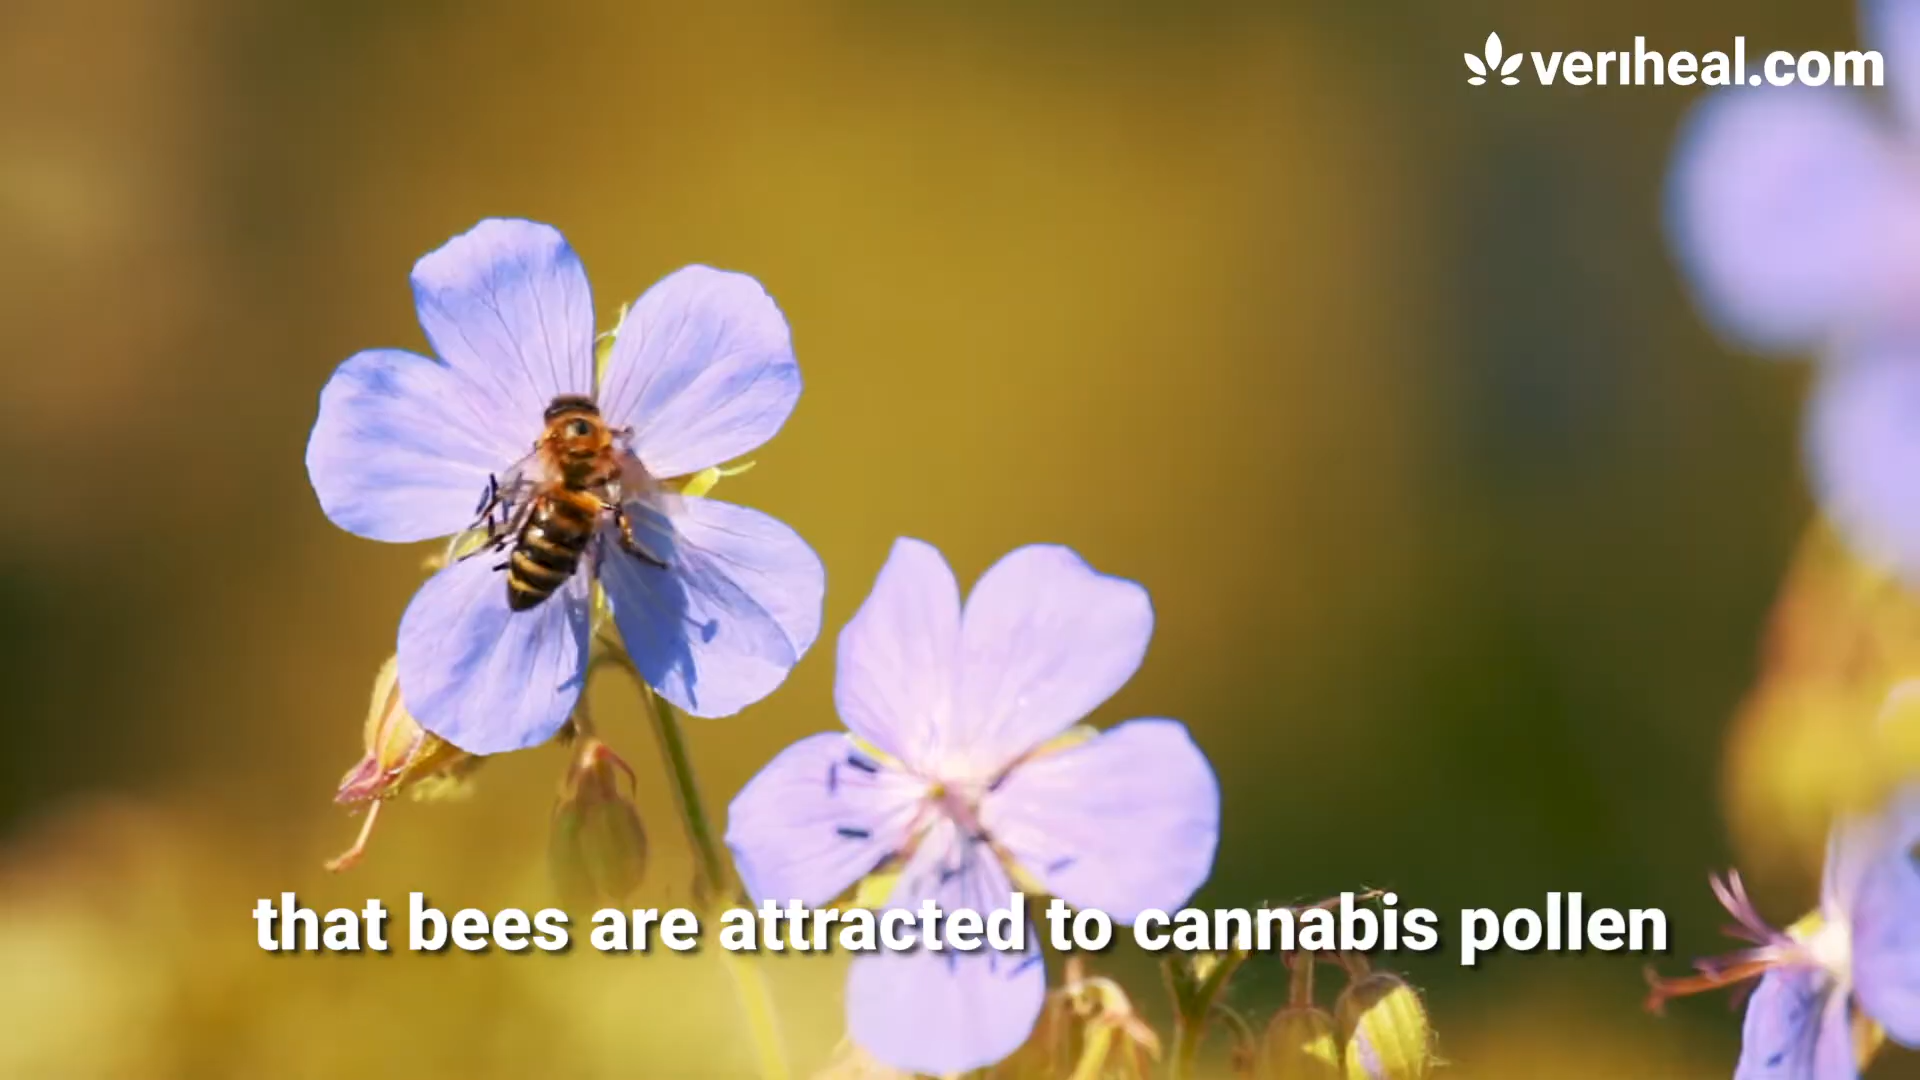 veriheal.com
that bees are attracted to cannabis pollen